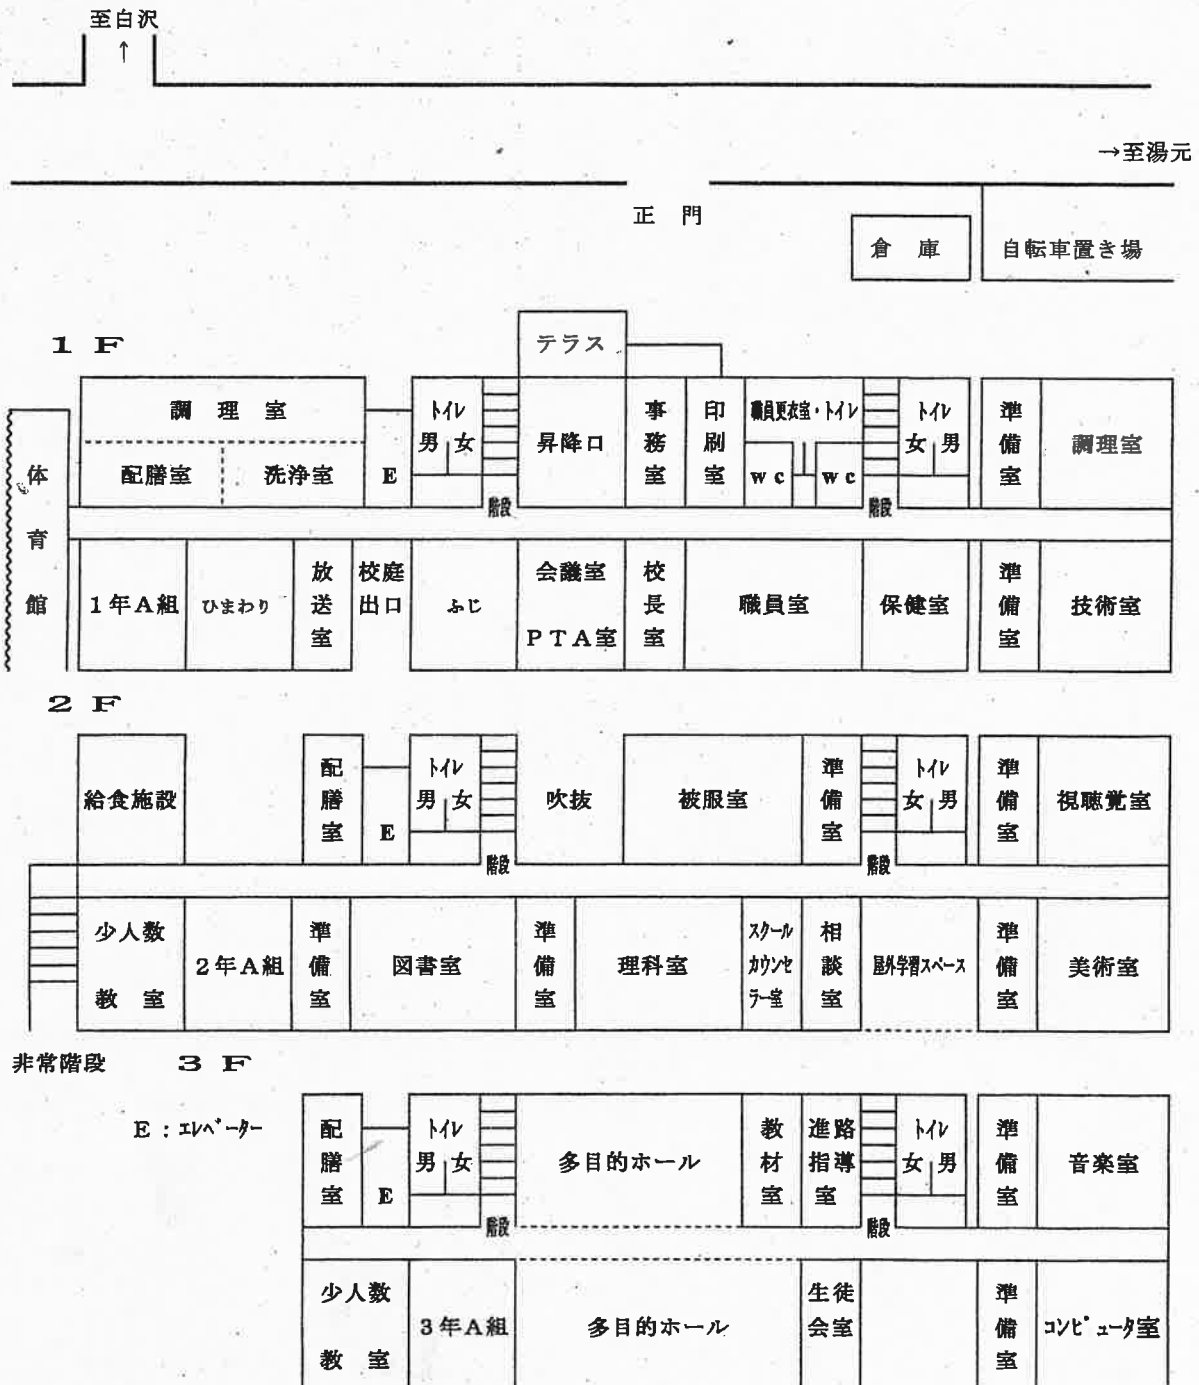 至白沢
↑
→至湯元
正 門
倉 庫
自転車置き場
1 F
テラス
調 理 室
配膳室
洗浄室
E
トイレ
男 女
階段
昇降口
事務室
印刷室
職員更衣室・トイレ
w c
w c
階段
トイレ
女 男
準備室
調理室
体育館
1年A組
ひまわり
放送室
校庭
出口
ふじ
会議室
PTA室
校長室
職員室
保健室
準備室
技術室
2 F
給食施設
配膳室
E
トイレ
男 女
階段
吹抜
被服室
準備室
階段
トイレ
女 男
準備室
視聴覚室
少人数
教 室
2年A組
準備室
図書室
準備室
理科室
スクール
カウンセ
ラー室
相談室
屋外学習スペース
準備室
美術室
非常階段
3 F
E：エレベーター
配膳室
E
トイレ
男 女
階段
多目的ホール
教材室
進路
指導
室
階段
トイレ
女 男
準備室
音楽室
少人数
教 室
3年A組
多目的ホール
生徒
会室
準備室
コンピュータ室